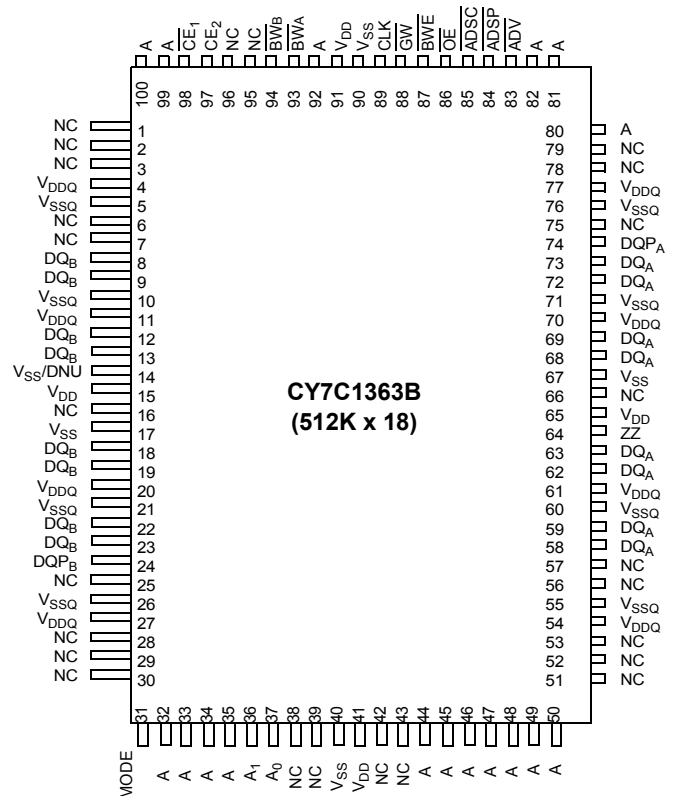 A
A
CE1
CE2
NC
NC
BWB
BWA
A
VDD
VSS
CLK
GW
BWE
OE
ADSC
ADSP
ADV
A
A
100
99
98
97
96
95
94
93
92
91
90
89
88
87
86
85
84
83
82
81
NC 1
NC 2
NC 3
VDDQ 4
VSSQ 5
NC 6
NC 7
DQB 8
DQB 9
VSSQ 10
VDDQ 11
DQB 12
DQB 13
VSS/DNU 14
VDD 15
NC 16
VSS 17
DQB 18
DQB 19
VDDQ 20
VSSQ 21
DQB 22
DQB 23
DQPB 24
NC 25
VSSQ 26
VDDQ 27
NC 28
NC 29
NC 30
CY7C1363B
(512K x 18)
80 A
79 NC
78 NC
77 VDDQ
76 VSSQ
75 NC
74 DQPA
73 DQA
72 DQA
71 VSSQ
70 VDDQ
69 DQA
68 DQA
67 VSS
66 NC
65 VDD
64 ZZ
63 DQA
62 DQA
61 VDDQ
60 VSSQ
59 DQA
58 DQA
57 NC
56 NC
55 VSSQ
54 VDDQ
53 NC
52 NC
51 NC
31
32
33
34
35
36
37
38
39
40
41
42
43
44
45
46
47
48
49
50
MODE
A
A
A
A
A1
A0
NC
NC
VSS
VDD
NC
NC
A
A
A
A
A
A
A